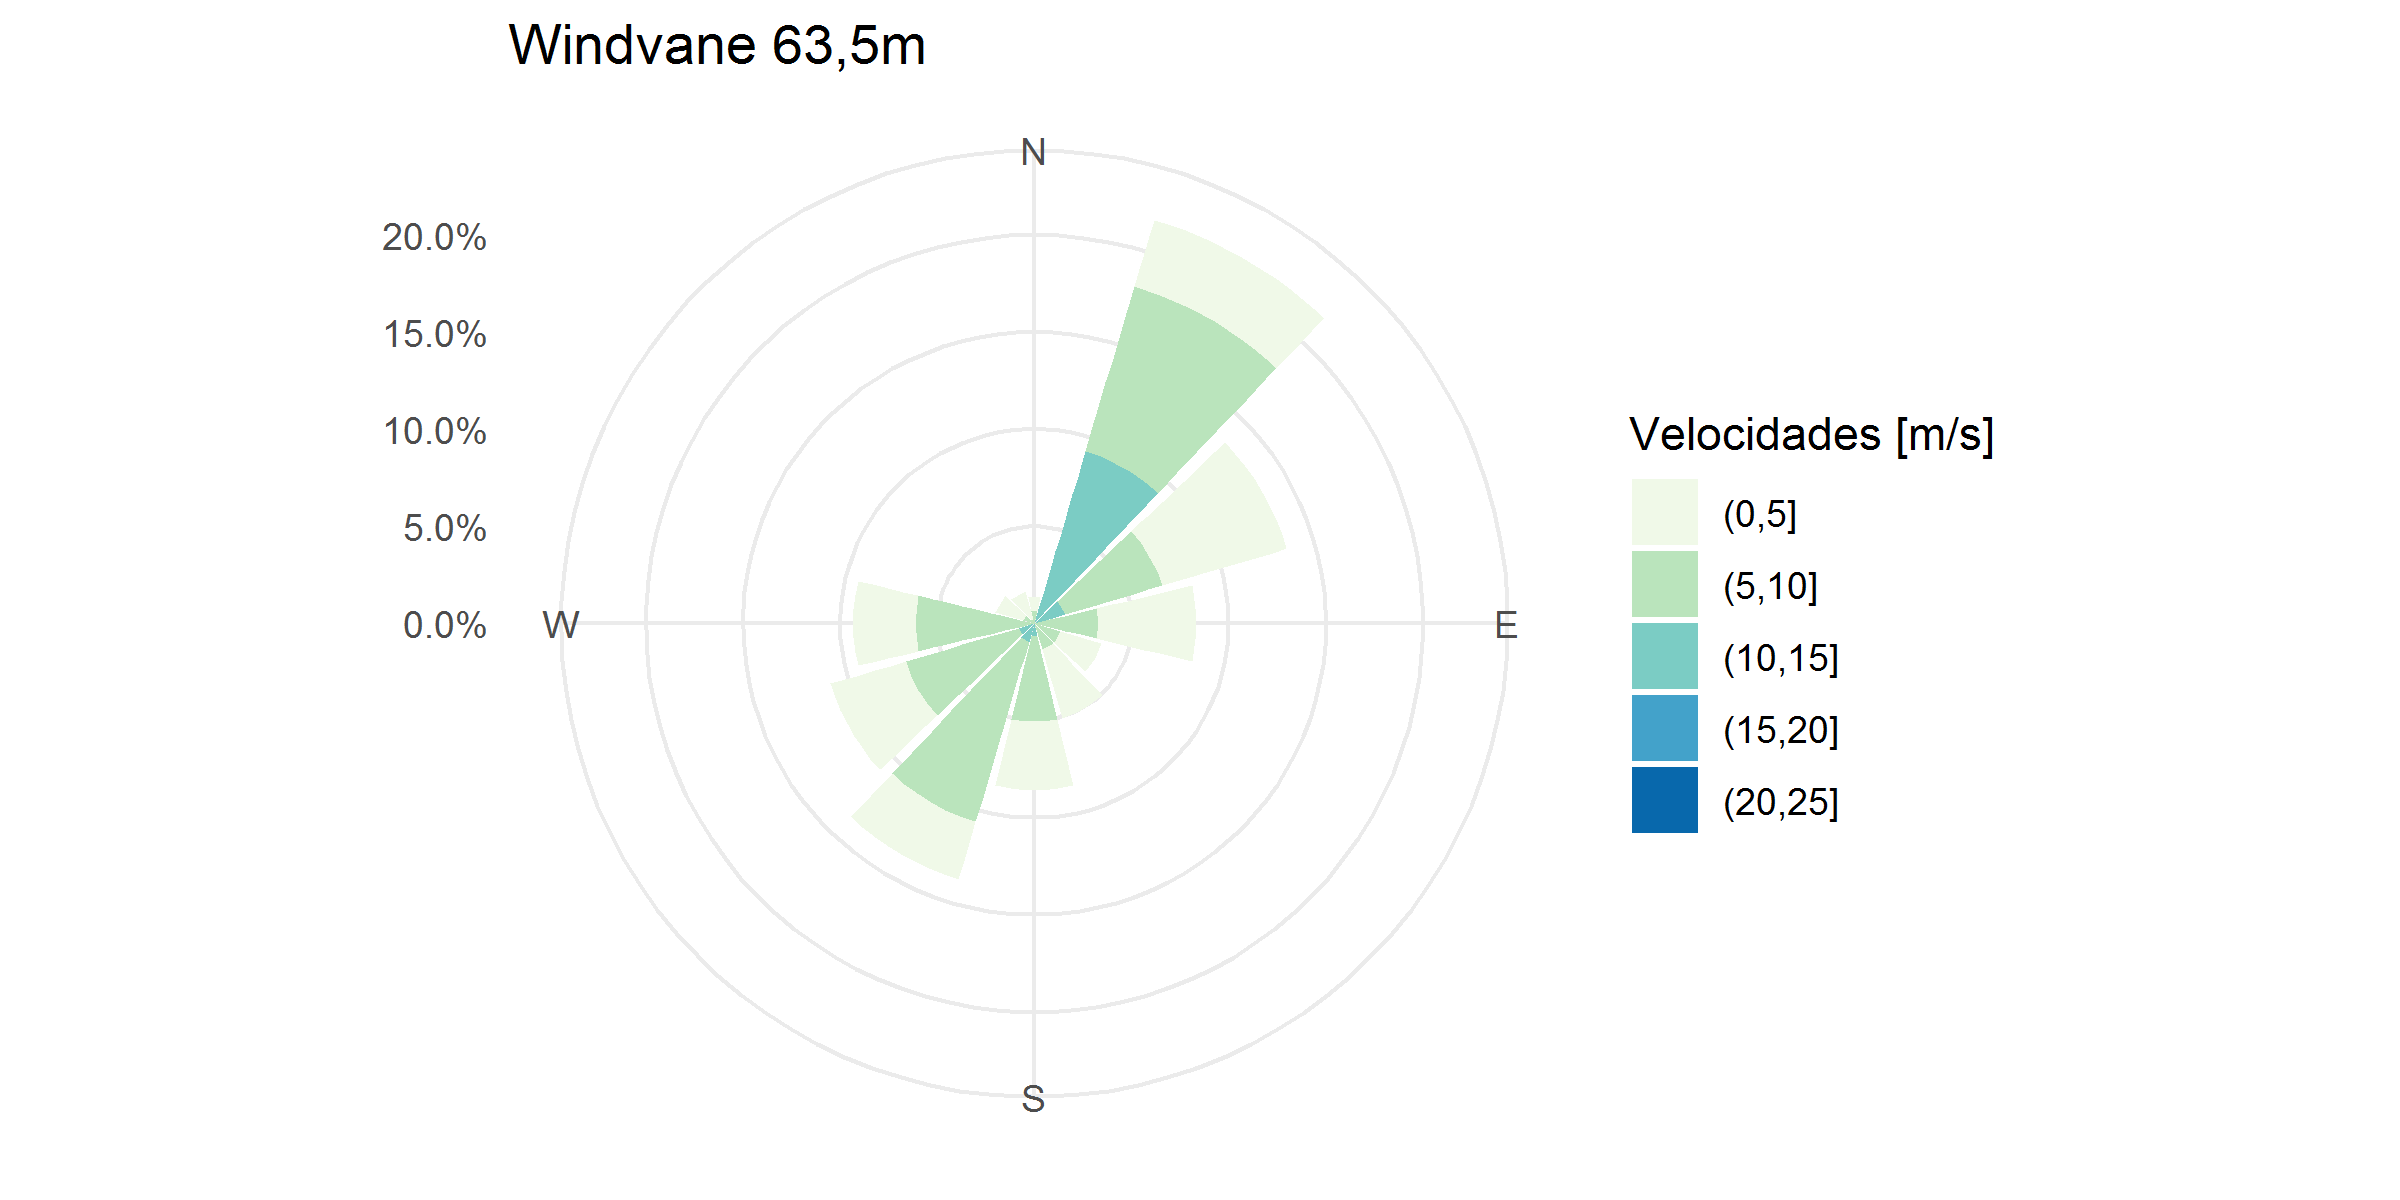 Windvane 63,5m
N
20.0%
15.0%
10.0%
5.0%
0.0%
W
E
S
Velocidades [m/s]
(0,5]
(5,10]
(10,15]
(15,20]
(20,25]